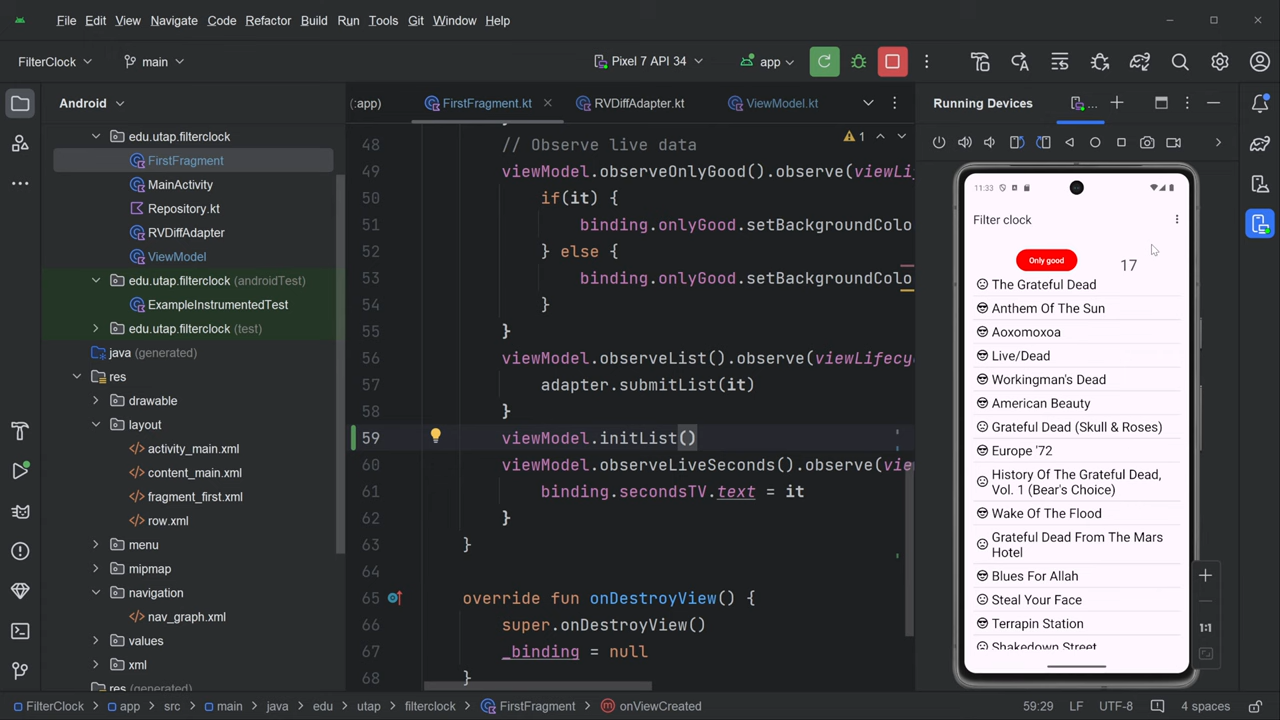 File Edit View Navigate Code Refactor Build Run Tools Git Window Help
FilterClock main Pixel 7 API 34 app
Android
edu.utap.filterclock
FirstFragment
MainActivity
Repository.kt
RVDiffAdapter
ViewModel
edu.utap.filterclock (androidTest)
ExampleInstrumentedTest
edu.utap.filterclock (test)
java (generated)
res
drawable
layout
activity_main.xml
content_main.xml
fragment_first.xml
row.xml
menu
mipmap
navigation
nav_graph.xml
values
xml
res (generated)
(:app) FirstFragment.kt RVDiffAdapter.kt ViewModel.kt
1
48 // Observe live data
49 viewModel.observeOnlyGood().observe(viewLi
50 if(it) {
51 binding.onlyGood.setBackgroundColo
52 } else {
53 binding.onlyGood.setBackgroundColo
54 }
55 }
56 viewModel.observeList().observe(viewLifecy
57 adapter.submitList(it)
58 }
59 viewModel.initList()
60 viewModel.observeLiveSeconds().observe(vie
61 binding.secondsTV.text = it
62 }
63 }
64
65 override fun onDestroyView() {
66 super.onDestroyView()
67 _binding = null
68 }
Running Devices ...
11:33
Filter clock
Only good 17
The Grateful Dead
Anthem Of The Sun
Aoxomoxoa
Live/Dead
Workingman's Dead
American Beauty
Grateful Dead (Skull & Roses)
Europe '72
History Of The Grateful Dead,
Vol. 1 (Bear's Choice)
Wake Of The Flood
Grateful Dead From The Mars
Hotel
Blues For Allah
Steal Your Face
Terrapin Station
Shakedown Street
1:1
FilterClock app src main java edu utap filterclock FirstFragment onViewCreated 59:29 LF UTF-8 4 spaces